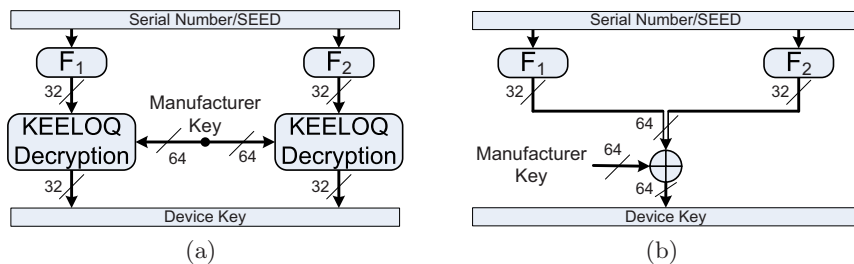 Serial Number/SEED
F1
F2
32
32
KEELOQ
Decryption
Manufacturer
Key
64
64
KEELOQ
Decryption
32
32
Device Key
(a)
Serial Number/SEED
F1
F2
32
32
64
Manufacturer
Key
64
64
Device Key
(b)